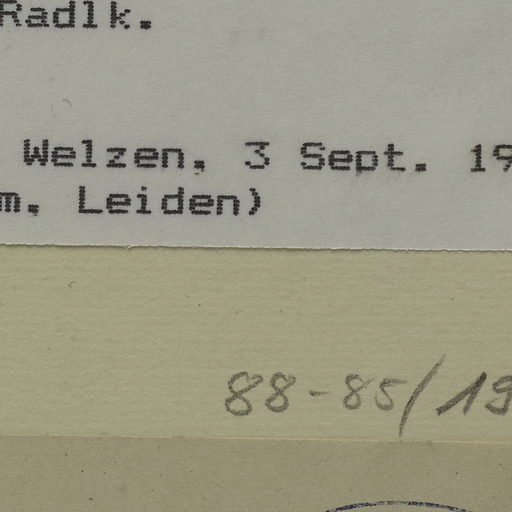 Radlk.
Welzen, 3 Sept. 19
m, Leiden)
88-85/19